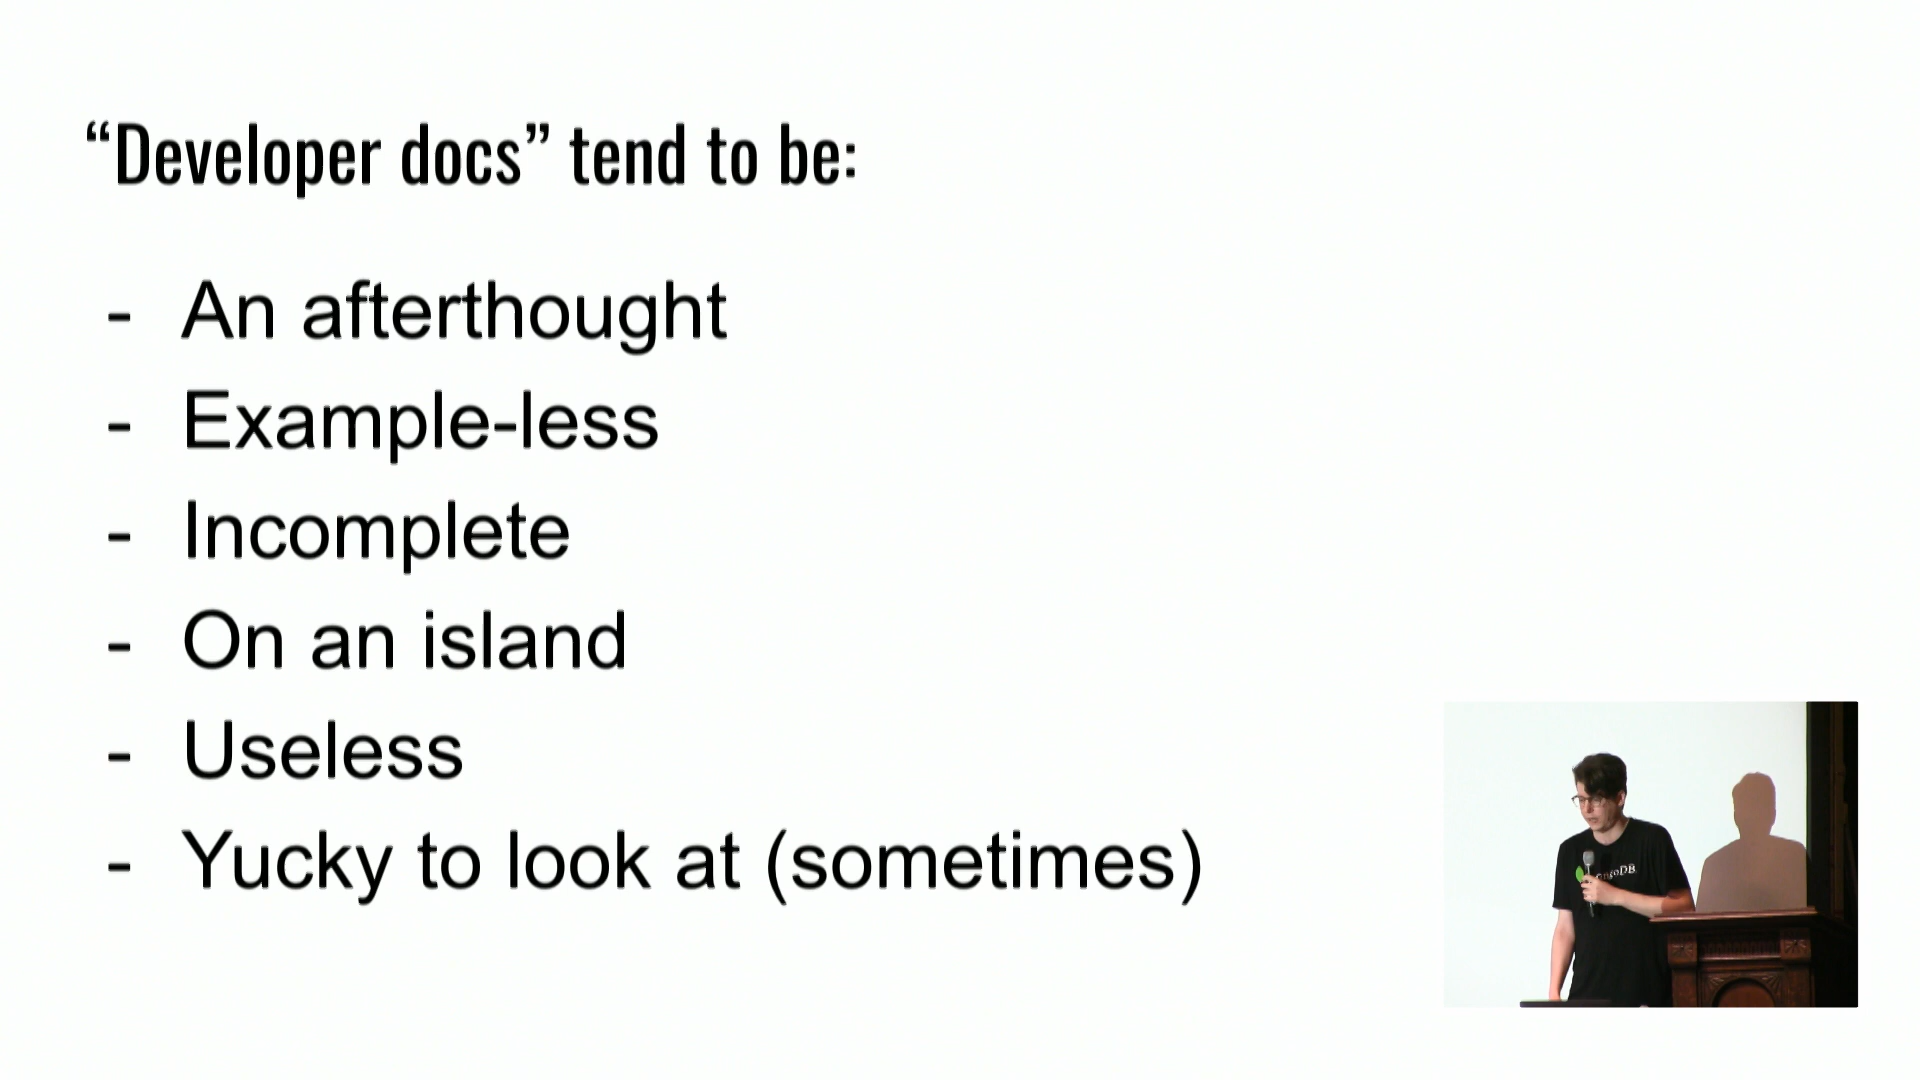 “Developer docs” tend to be:
- An afterthought
- Example-less
- Incomplete
- On an island
- Useless
- Yucky to look at (sometimes)